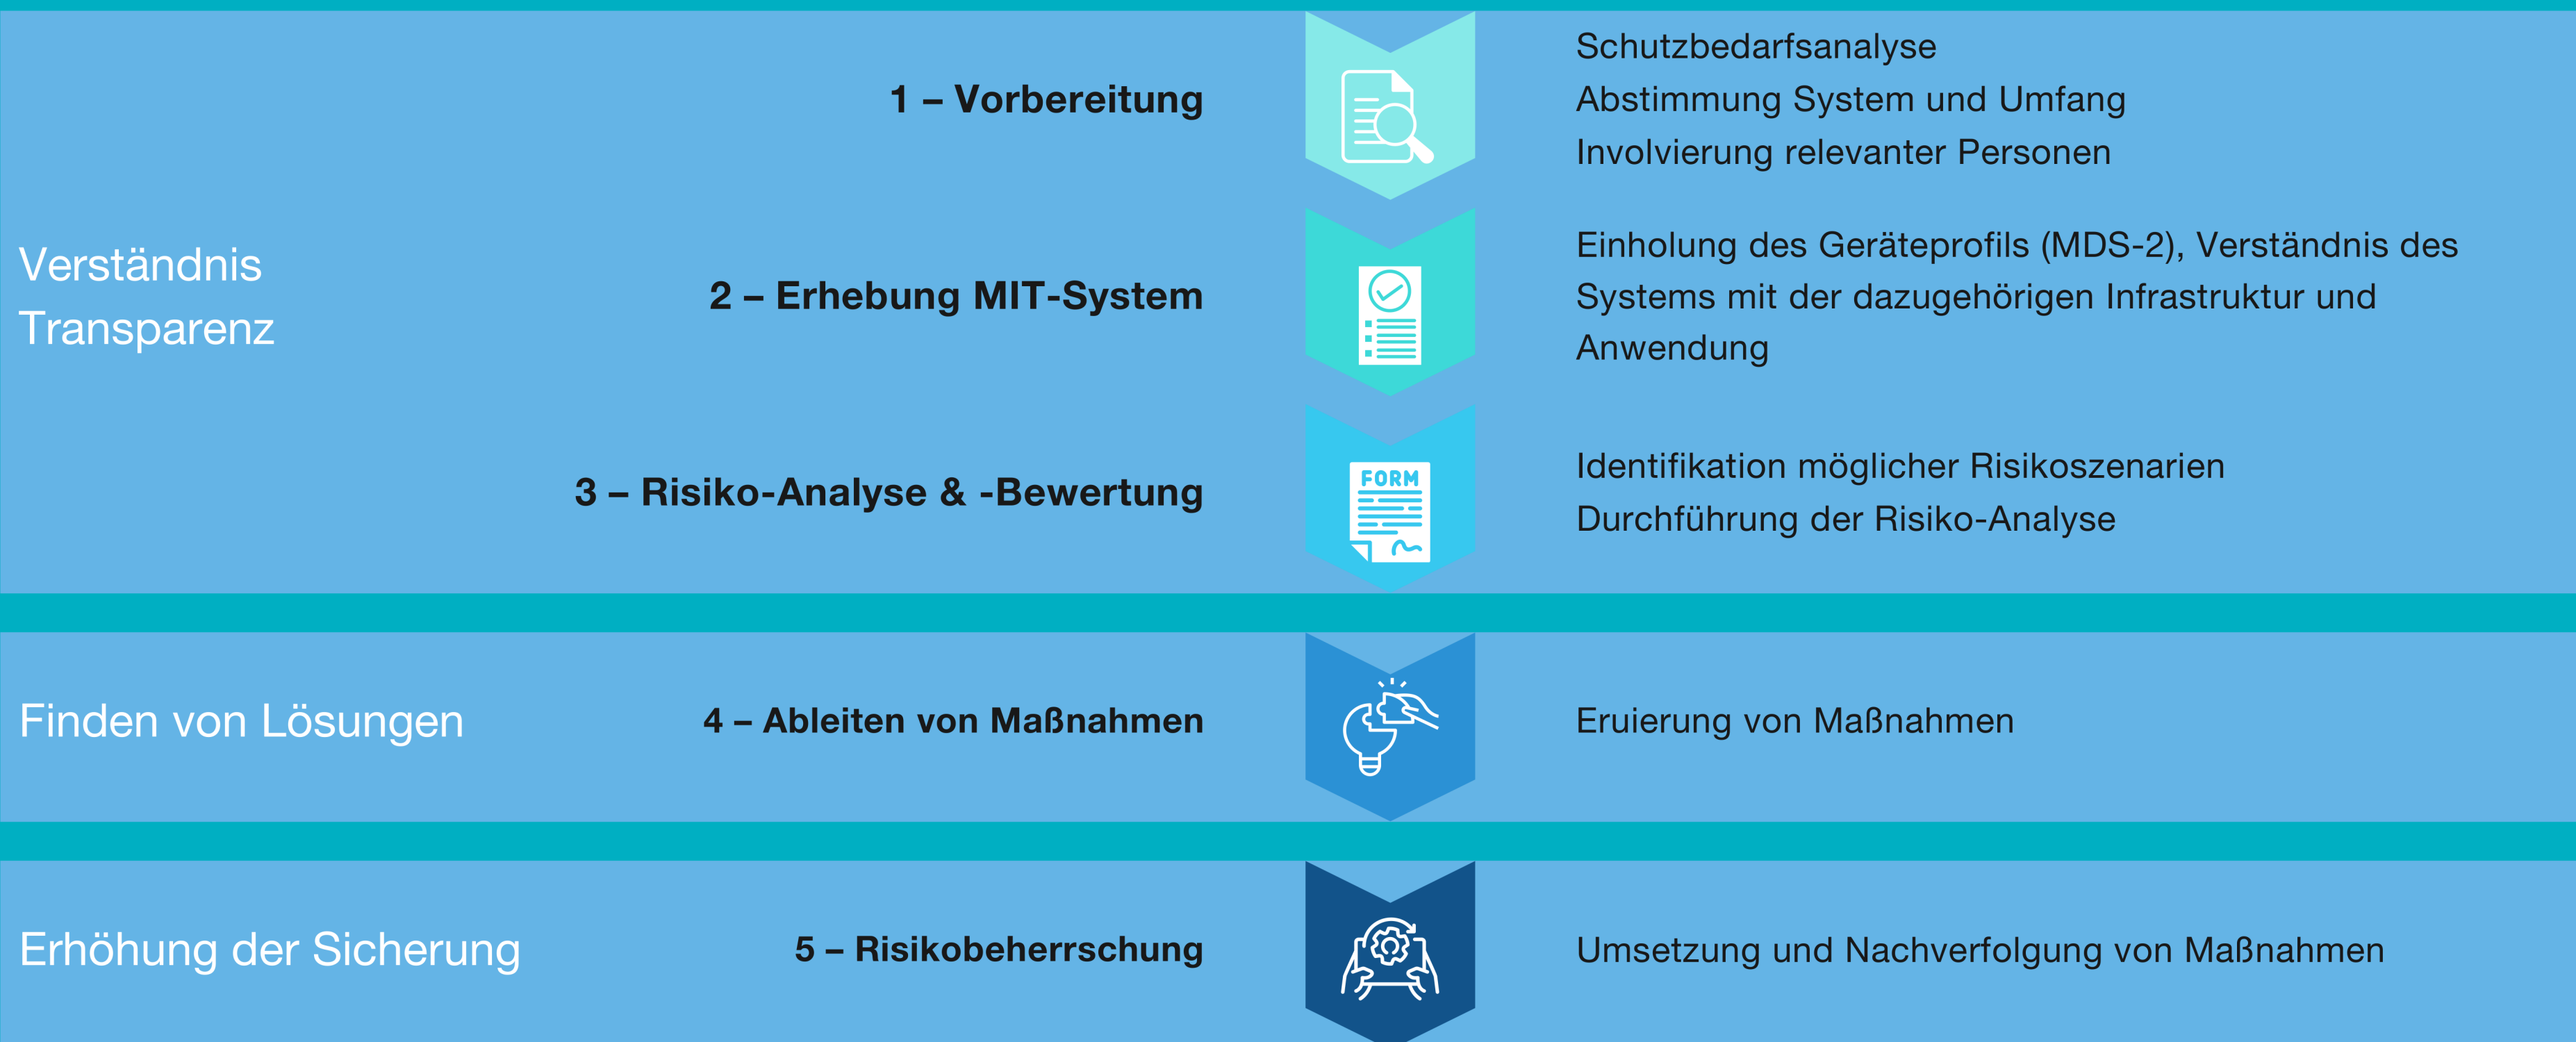 1 – Vorbereitung
Schutzbedarfsanalyse
Abstimmung System und Umfang
Involvierung relevanter Personen
Verständnis
Transparenz
2 – Erhebung MIT-System
Einholung des Geräteprofils (MDS-2), Verständnis des
Systems mit der dazugehörigen Infrastruktur und
Anwendung
3 – Risiko-Analyse & -Bewertung
FORM
Identifikation möglicher Risikoszenarien
Durchführung der Risiko-Analyse
Finden von Lösungen
4 – Ableiten von Maßnahmen
Eruierung von Maßnahmen
Erhöhung der Sicherung
5 – Risikobeherrschung
Umsetzung und Nachverfolgung von Maßnahmen